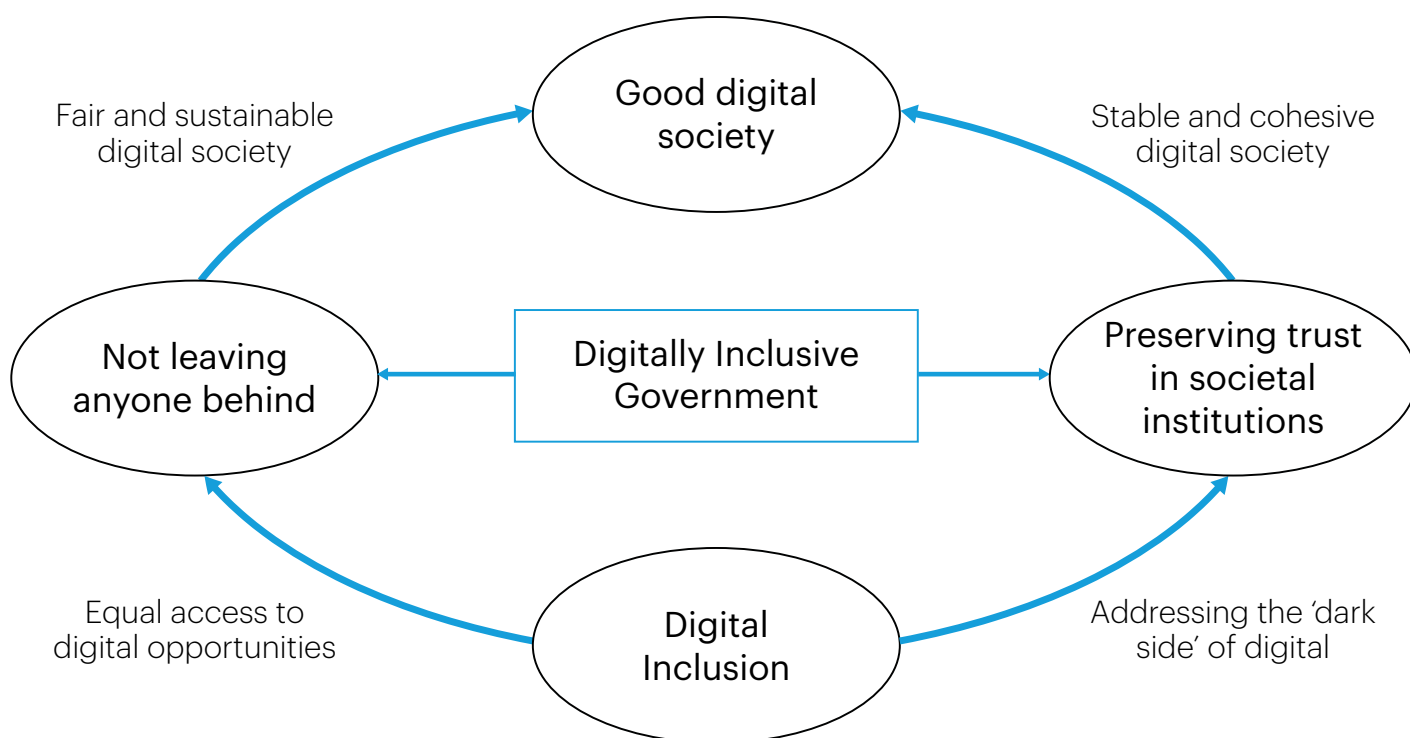 Good digital
society
Fair and sustainable
digital society
Stable and cohesive
digital society
Not leaving
anyone behind
Digitally Inclusive
Government
Preserving trust
in societal
institutions
Equal access to
digital opportunities
Digital
Inclusion
Addressing the ‘dark
side’ of digital